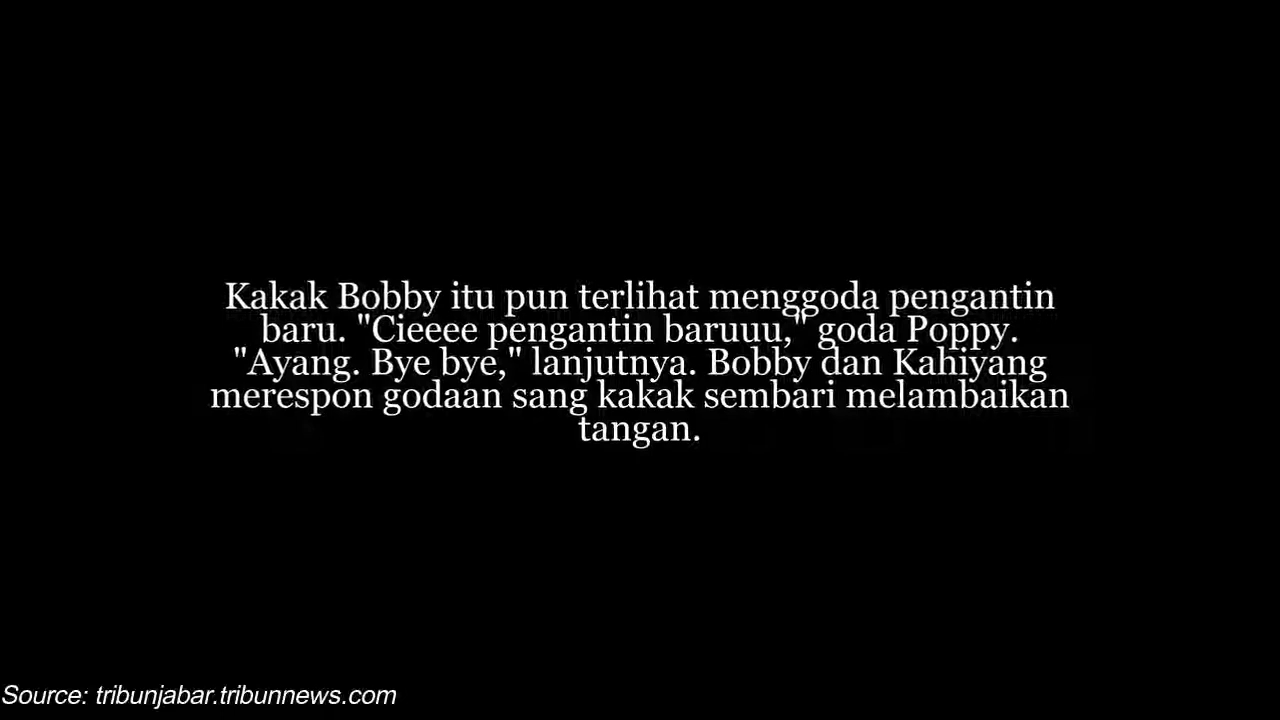 Kakak Bobby itu pun terlihat menggoda pengantin
baru. "Cieeee pengantin baruuu," goda Poppy.
"Ayang. Bye bye," lanjutnya. Bobby dan Kahiyang
merespon godaan sang kakak sembari melambaikan
tangan.
Source: tribunjabar.tribunnews.com